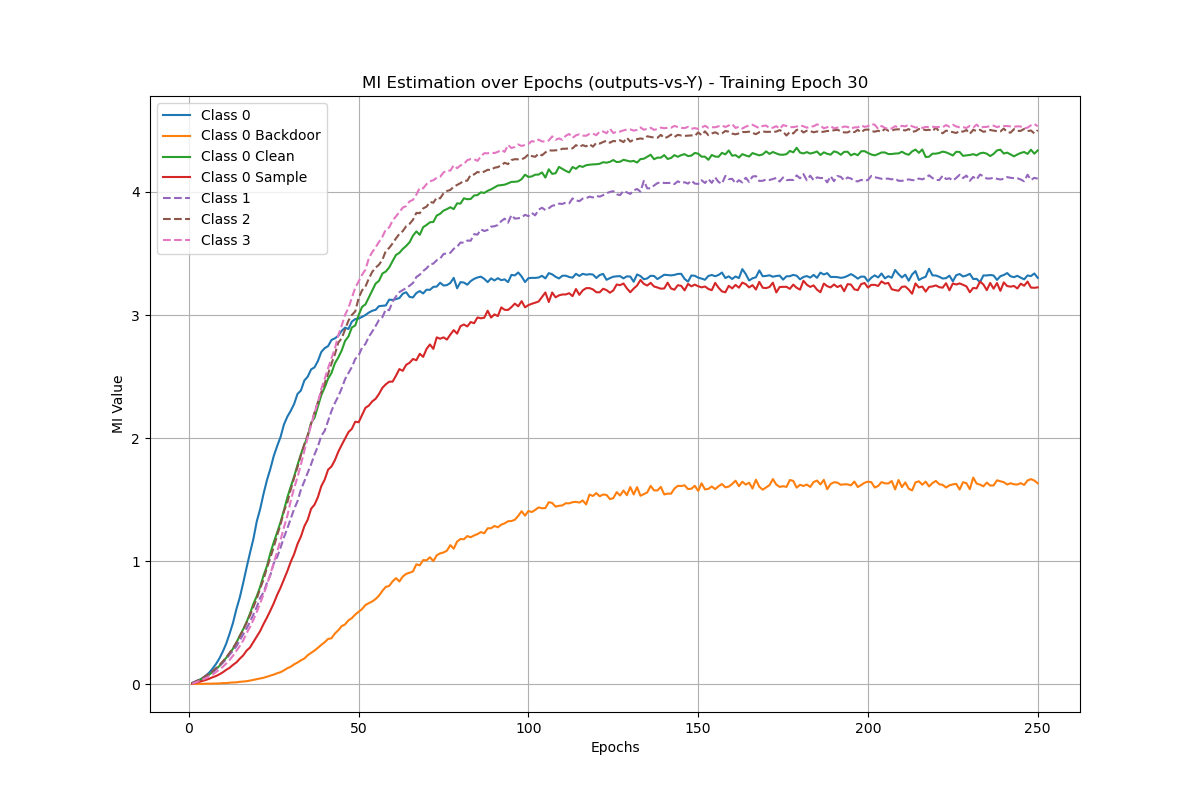 MI Estimation over Epochs (outputs-vs-Y) - Training Epoch 30
Class 0
Class 0 Backdoor
Class 0 Clean
Class 0 Sample
Class 1
Class 2
Class 3
MI Value
4
3
2
1
0
0 50 100 150 200 250
Epochs